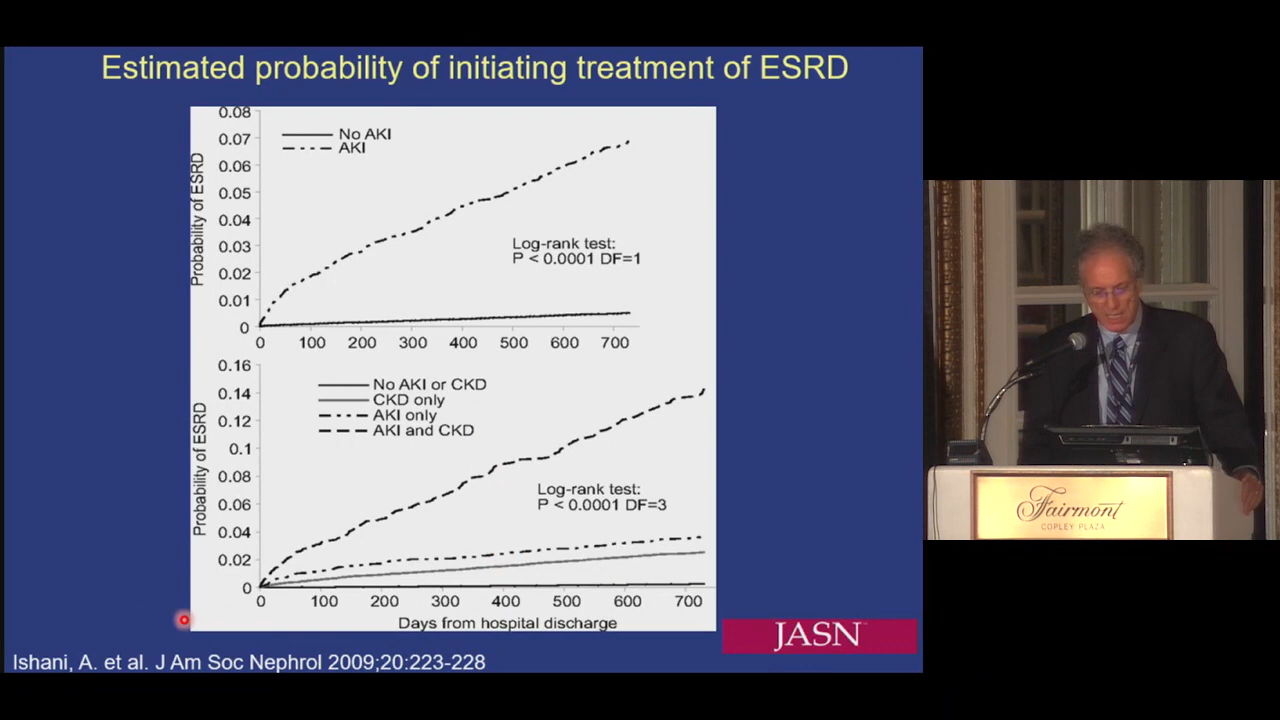 Estimated probability of initiating treatment of ESRD
0.08
0.07
0.06
0.05
0.04
0.03
0.02
0.01
0
Probability of ESRD
No AKI
AKI
Log-rank test:
P < 0.0001 DF=1
0 100 200 300 400 500 600 700
0.16
0.14
0.12
0.1
0.08
0.06
0.04
0.02
0
Probability of ESRD
No AKI or CKD
CKD only
AKI only
AKI and CKD
Log-rank test:
P < 0.0001 DF=3
0 100 200 300 400 500 600 700
Days from hospital discharge
JASN
Ishani, A. et al. J Am Soc Nephrol 2009;20:223-228
Fairmont
COPLEY PLAZA